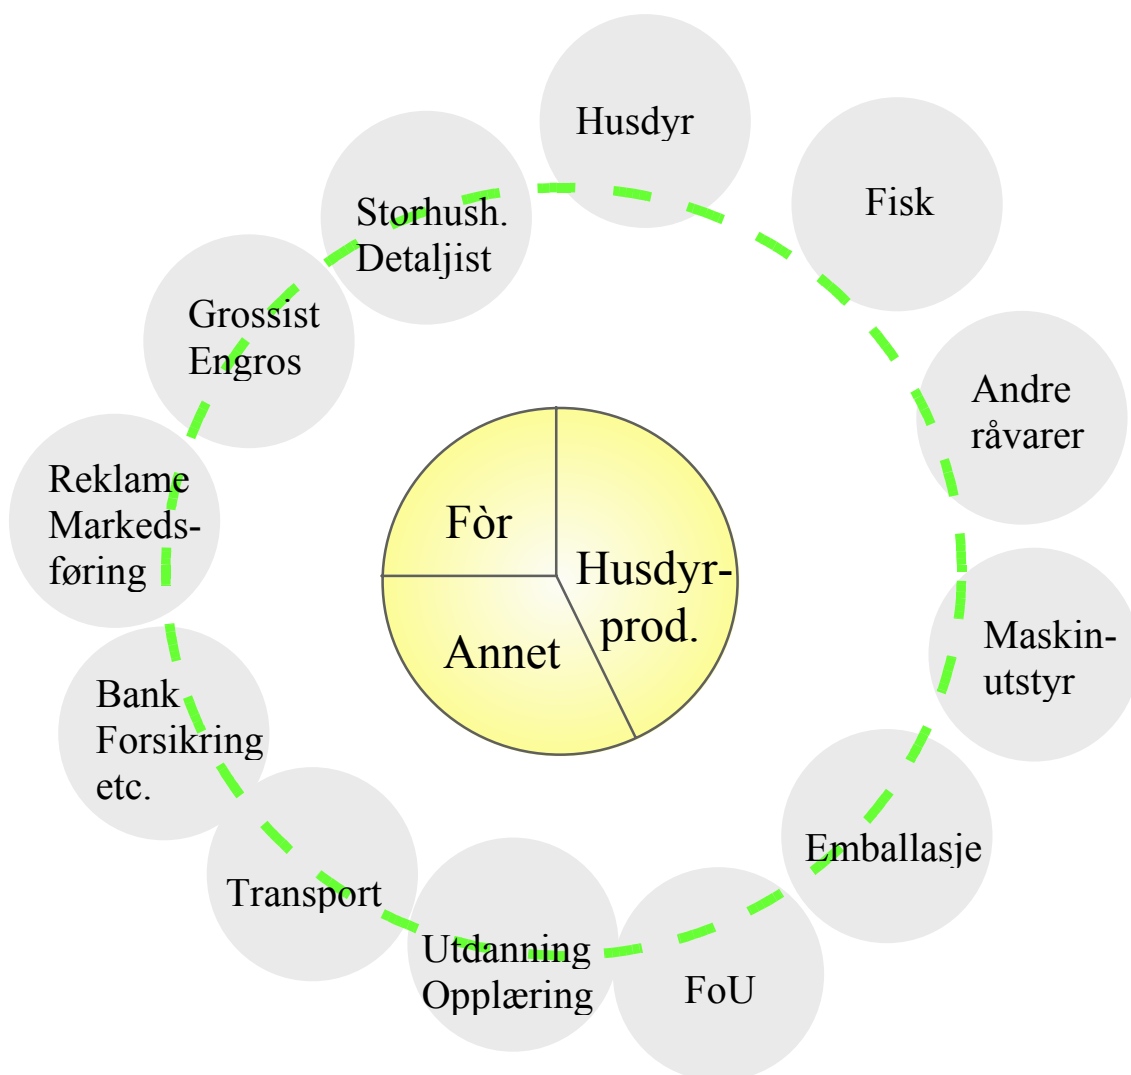 Husdyr
Fisk
Storhush.
Detaljist
Grossist
Engros
Andre
råvarer
Reklame
Markeds-
føring
Fòr
Husdyr-
prod.
Annet
Maskin-
utstyr
Bank
Forsikring
etc.
Emballasje
Transport
Utdanning
Opplæring
FoU